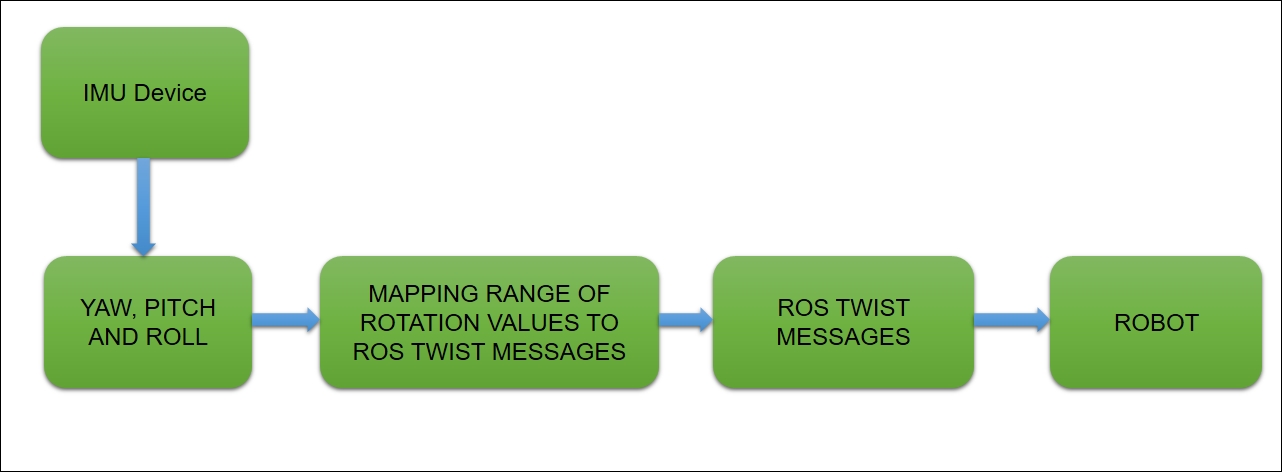 IMU Device
YAW, PITCH
AND ROLL
MAPPING RANGE OF
ROTATION VALUES TO
ROS TWIST MESSAGES
ROS TWIST
MESSAGES
ROBOT